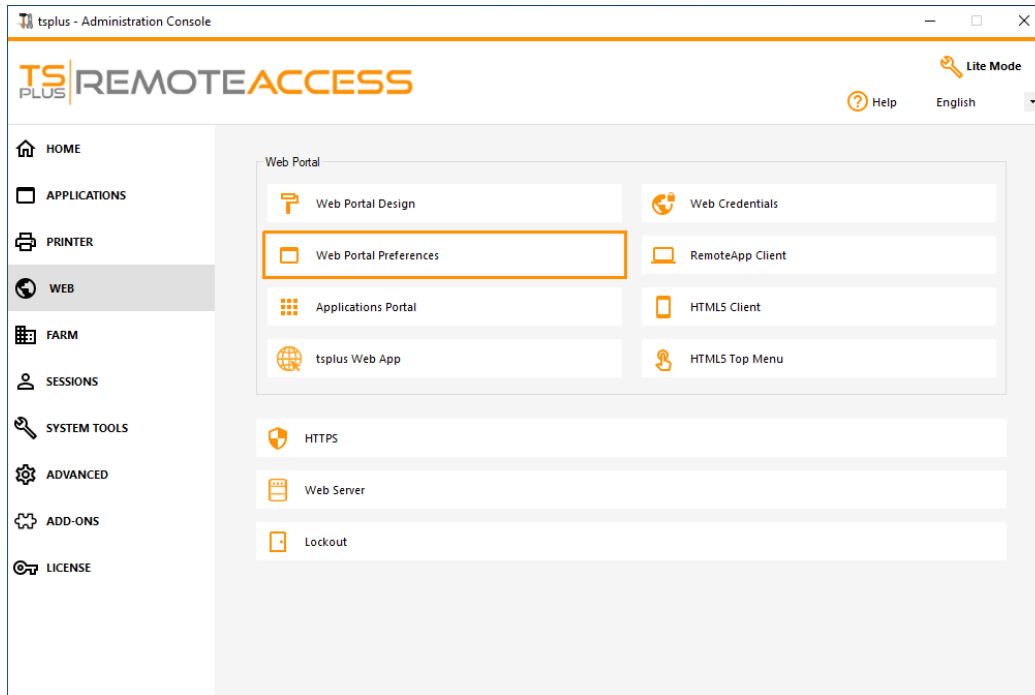 tsplus - Administration Console
TS PLUS REMOTEACCESS
Lite Mode
Help
English
HOME
APPLICATIONS
PRINTER
WEB
FARM
SESSIONS
SYSTEM TOOLS
ADVANCED
ADD-ONS
LICENSE
Web Portal
Web Portal Design
Web Credentials
Web Portal Preferences
RemoteApp Client
Applications Portal
HTML5 Client
tsplus Web App
HTML5 Top Menu
HTTPS
Web Server
Lockout